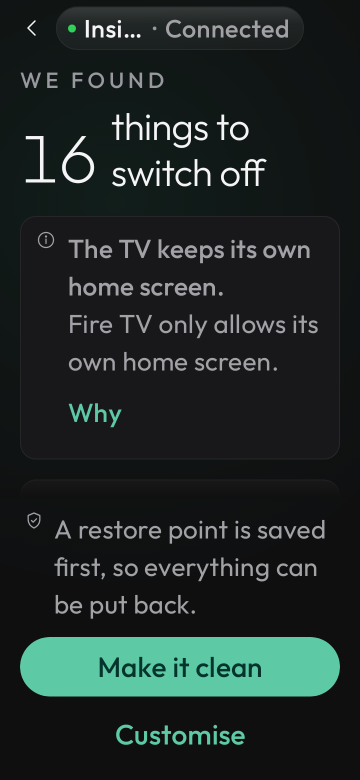 Insi... · Connected
WE FOUND
16 things to
switch off
The TV keeps its own
home screen.
Fire TV only allows its
own home screen.
Why
A restore point is saved
first, so everything can
be put back.
Make it clean
Customise